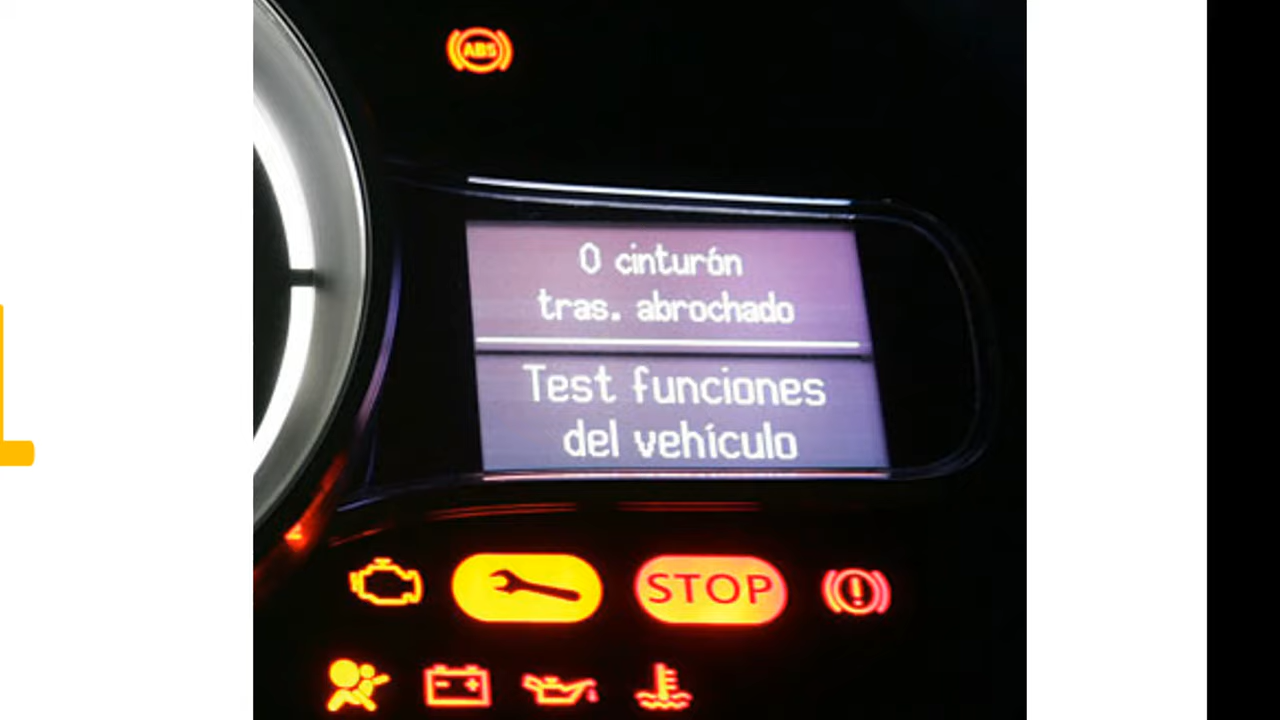 ABS
0 cinturón
tras. abrochado
Test funciones
del vehículo
STOP